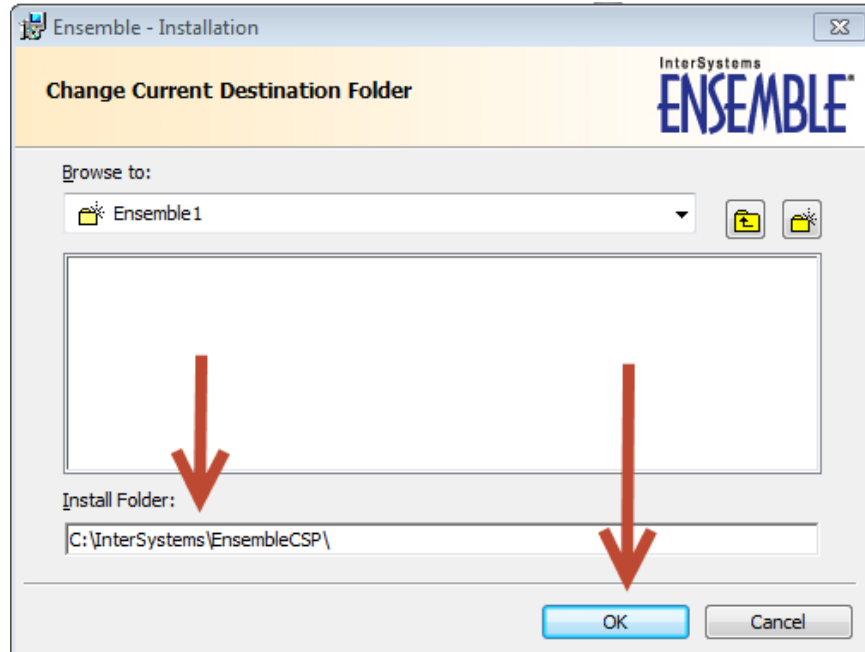 Ensemble - Installation
Change Current Destination Folder
InterSystems
ENSEMBLE
Browse to:
Ensemble1
Install Folder:
C:\InterSystems\EnsembleCSP\
OK Cancel